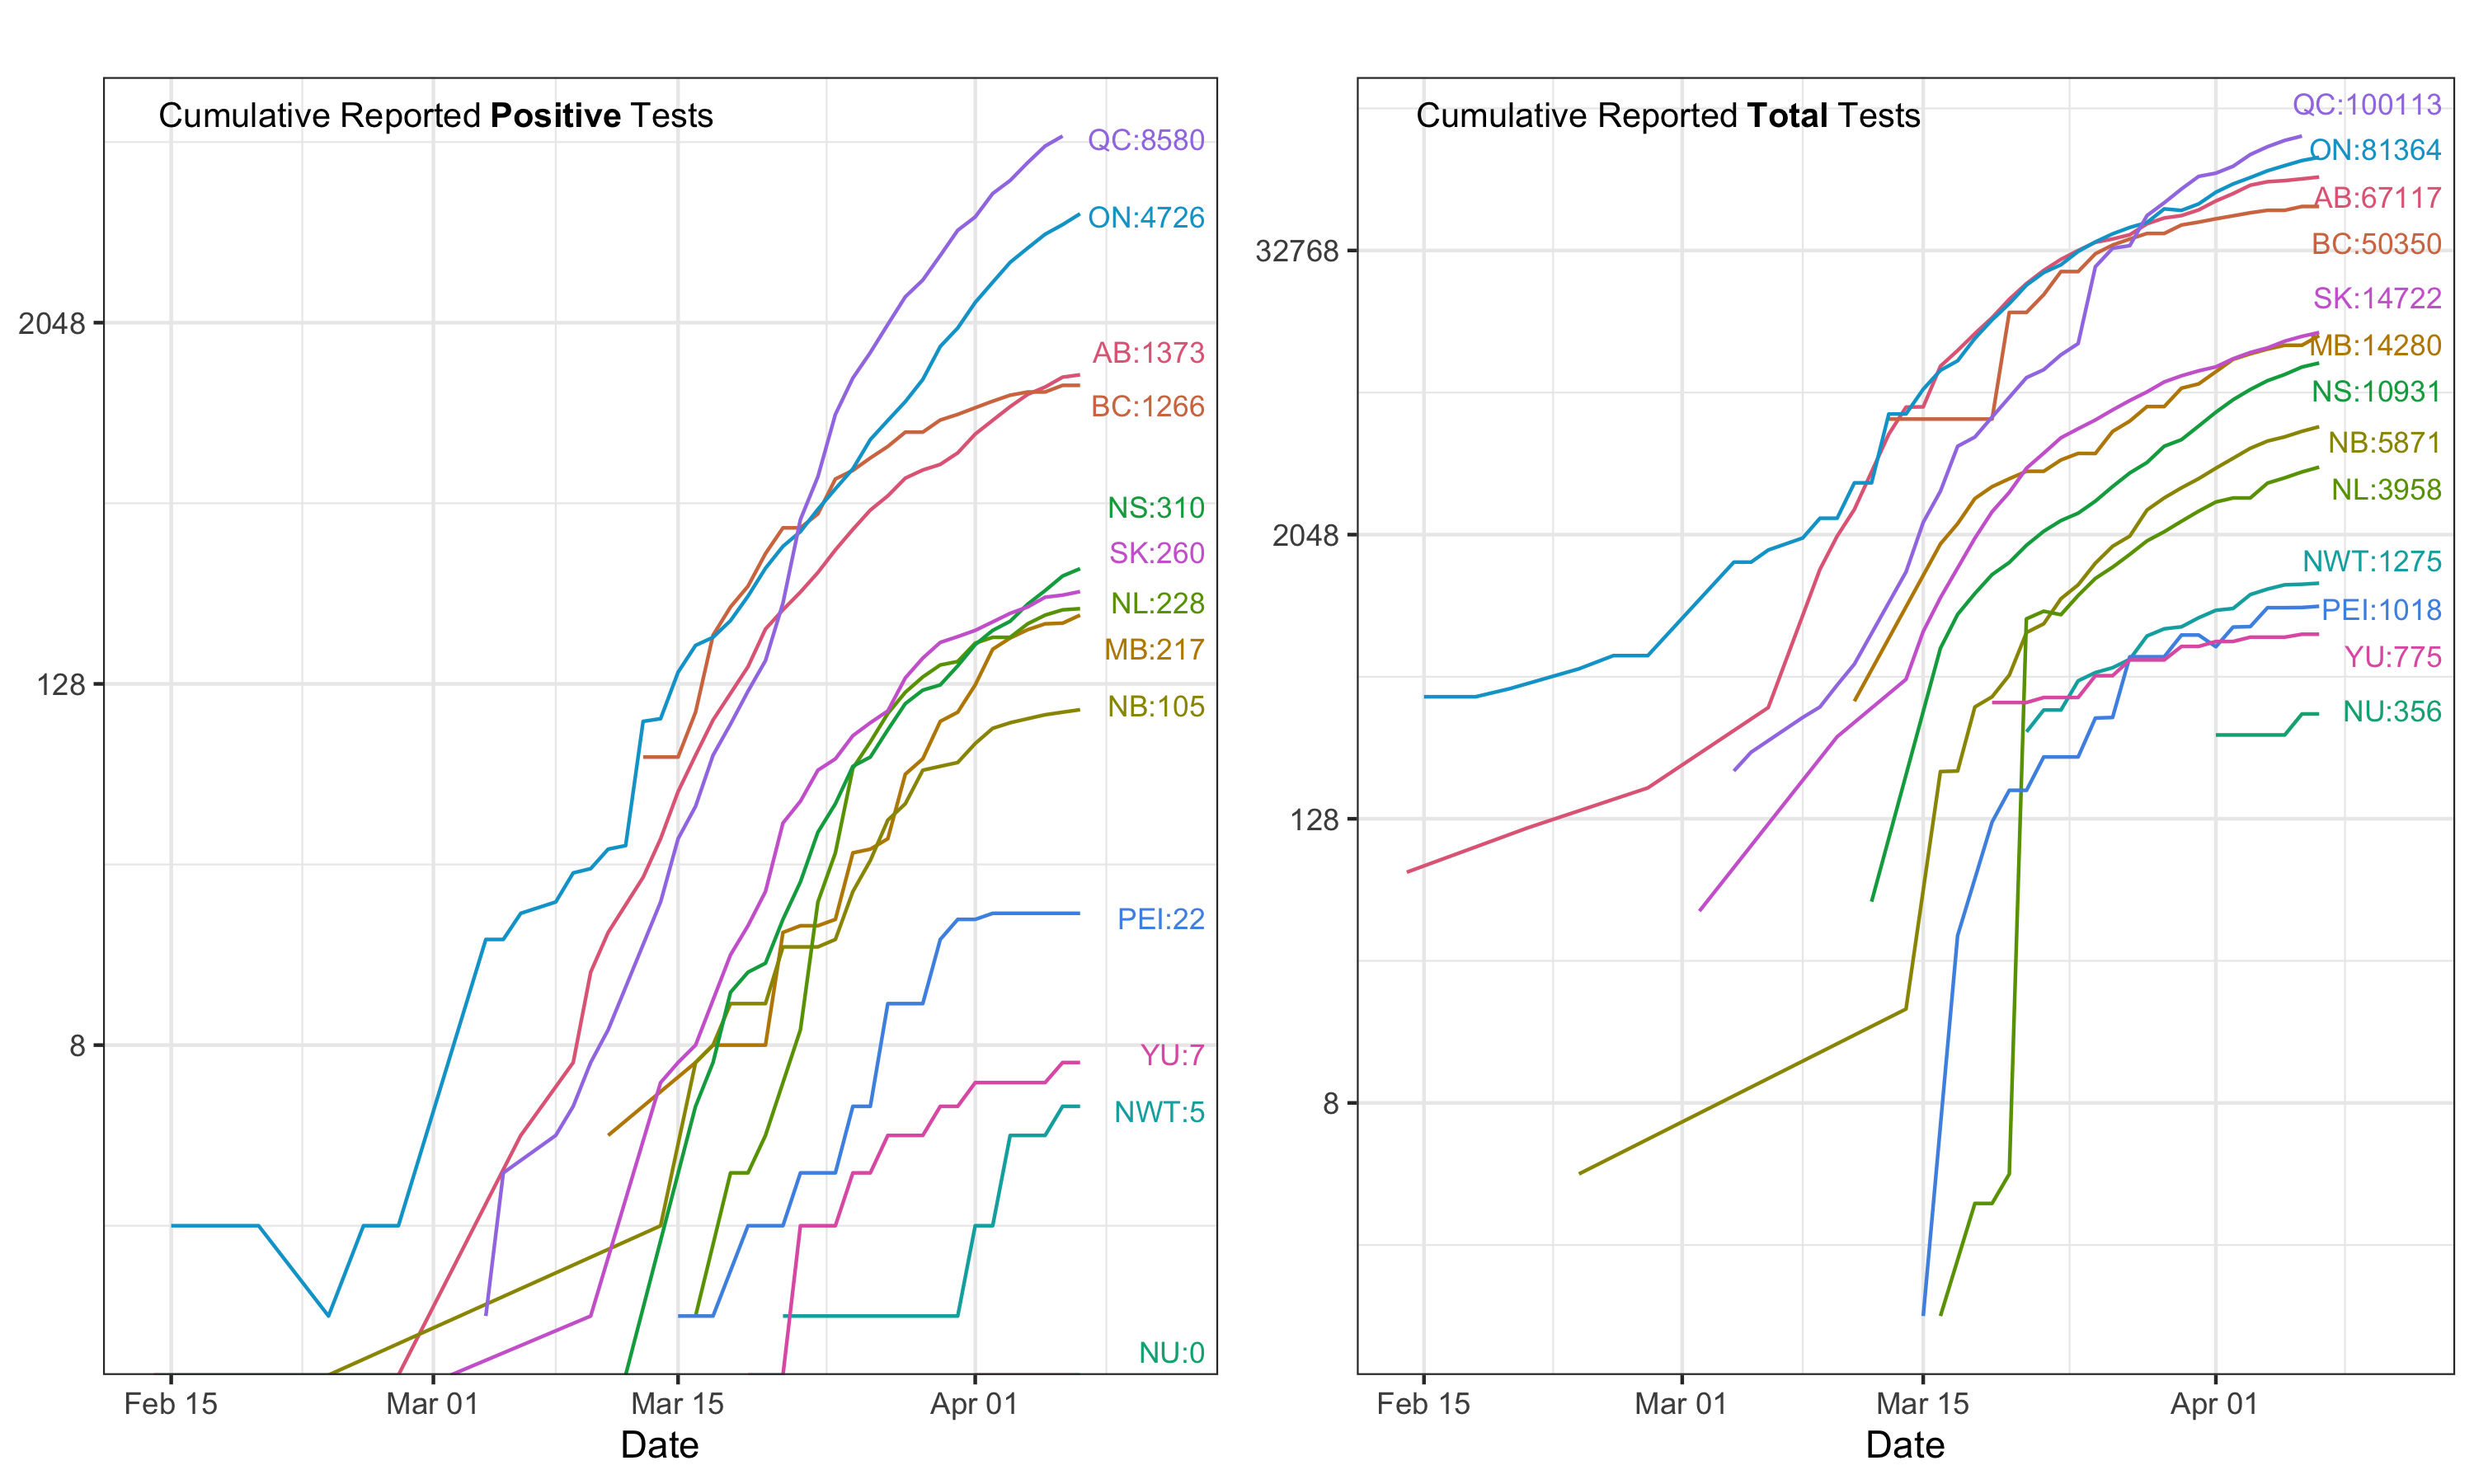 Cumulative Reported Positive Tests
QC:8580
ON:4726
2048
AB:1373
BC:1266
NS:310
SK:260
NL:228
128
MB:217
NB:105
PEI:22
8
YU:7
NWT:5
NU:0
Feb 15
Mar 01
Mar 15
Apr 01
Date
Cumulative Reported Total Tests
QC:100113
ON:81364
AB:67117
32768
BC:50350
SK:14722
MB:14280
NS:10931
NB:5871
NL:3958
2048
NWT:1275
PEI:1018
YU:775
NU:356
128
8
Feb 15
Mar 01
Mar 15
Apr 01
Date